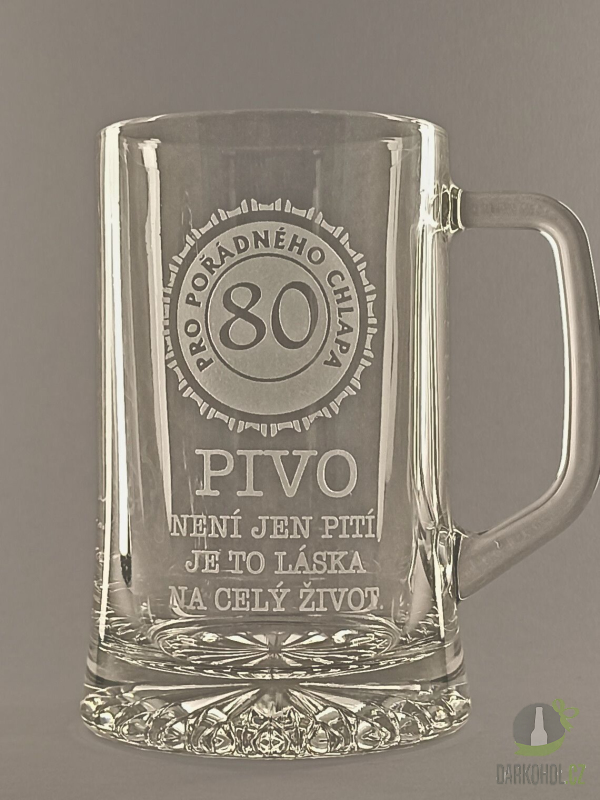 PRO POŘÁDNÉHO CHLAPA
80
PIVO
NENÍ JEN PITÍ
JE TO LÁSKA
NA CELÝ ŽIVOT.
DARKOHOL.CZ